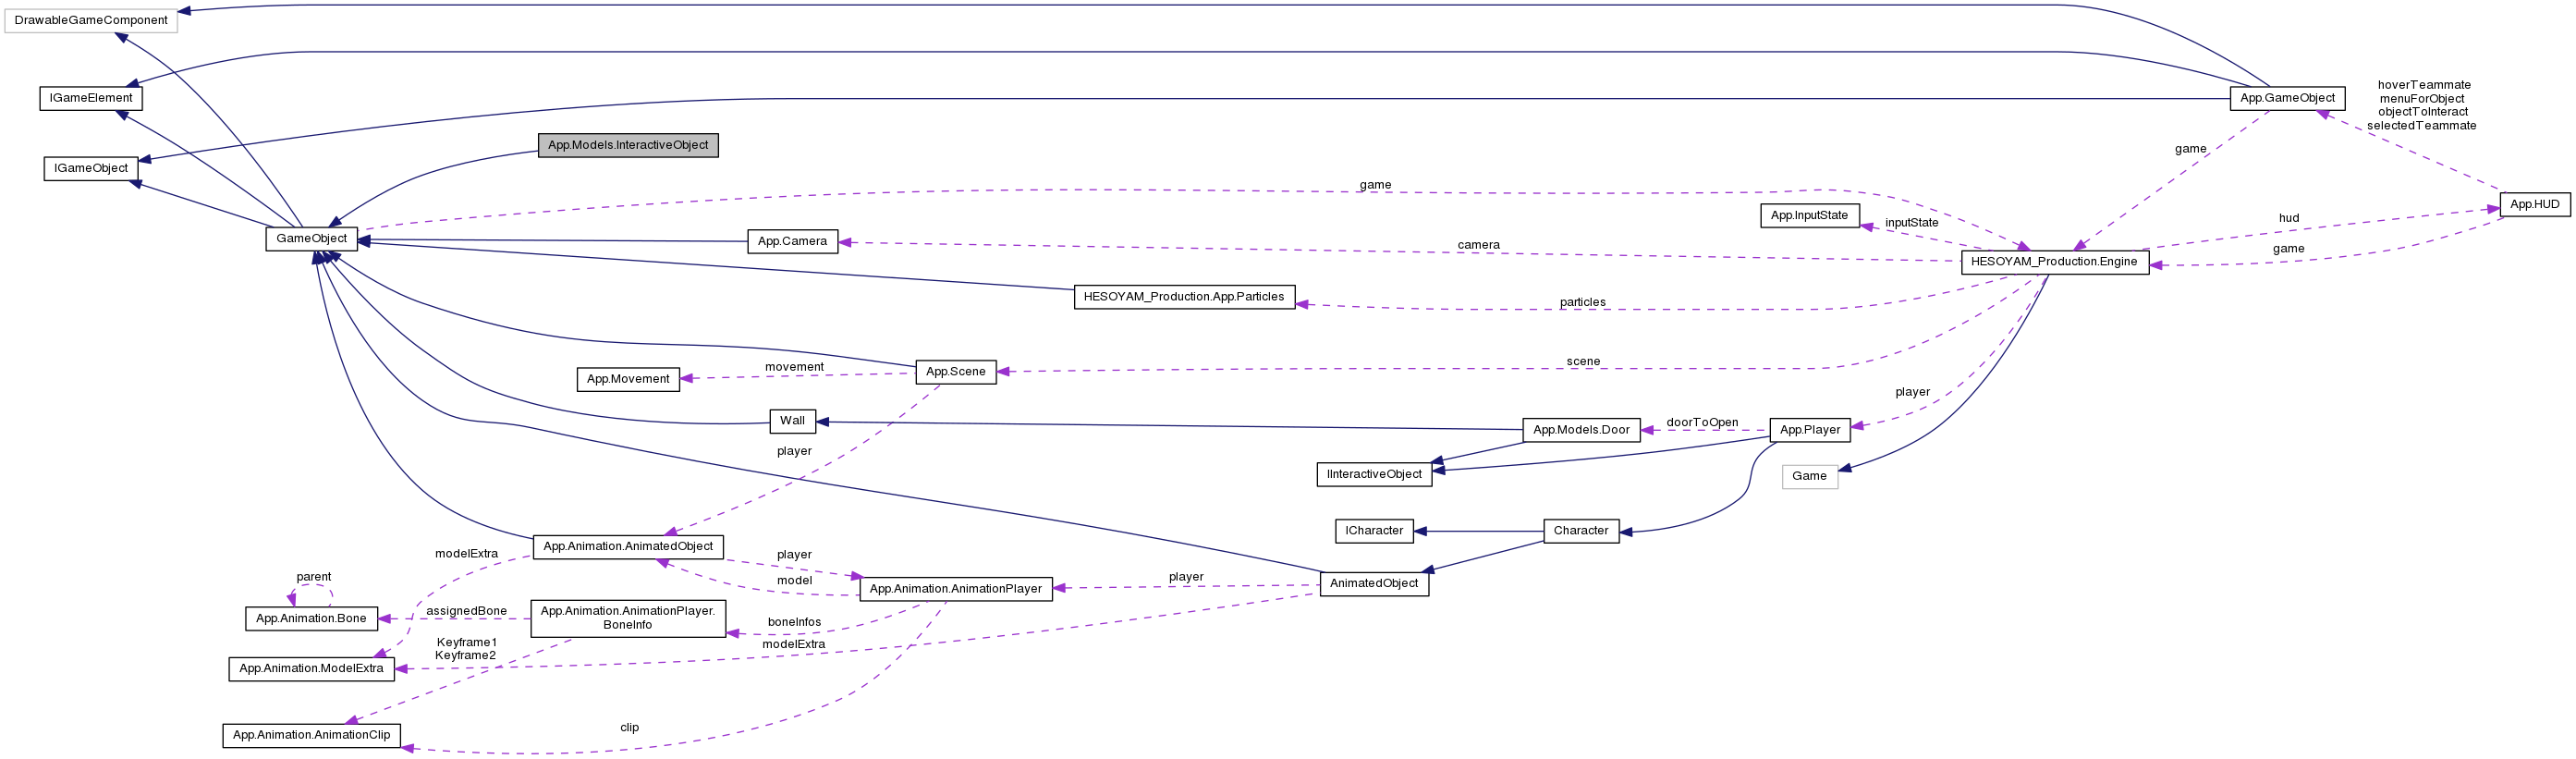 DrawableGameComponent
IGameElement
App.GameObject
hoverTeammate
menuForObject
objectToInteract
selectedTeammate
App.Models.InteractiveObject
game
IGameObject
game
App.HUD
App.InputState
inputState
hud
GameObject
App.Camera
camera
game
HESOYAM_Production.Engine
HESOYAM_Production.App.Particles
particles
scene
App.Movement
movement
App.Scene
player
Wall
App.Models.Door
doorToOpen
App.Player
player
IInteractiveObject
Game
ICharacter
Character
modelExtra
App.Animation.AnimatedObject
player
parent
model
App.Animation.AnimationPlayer
player
AnimatedObject
App.Animation.Bone
assignedBone
App.Animation.AnimationPlayer.
BoneInfo
boneInfos
Keyframe1
Keyframe2
modelExtra
App.Animation.ModelExtra
App.Animation.AnimationClip
clip